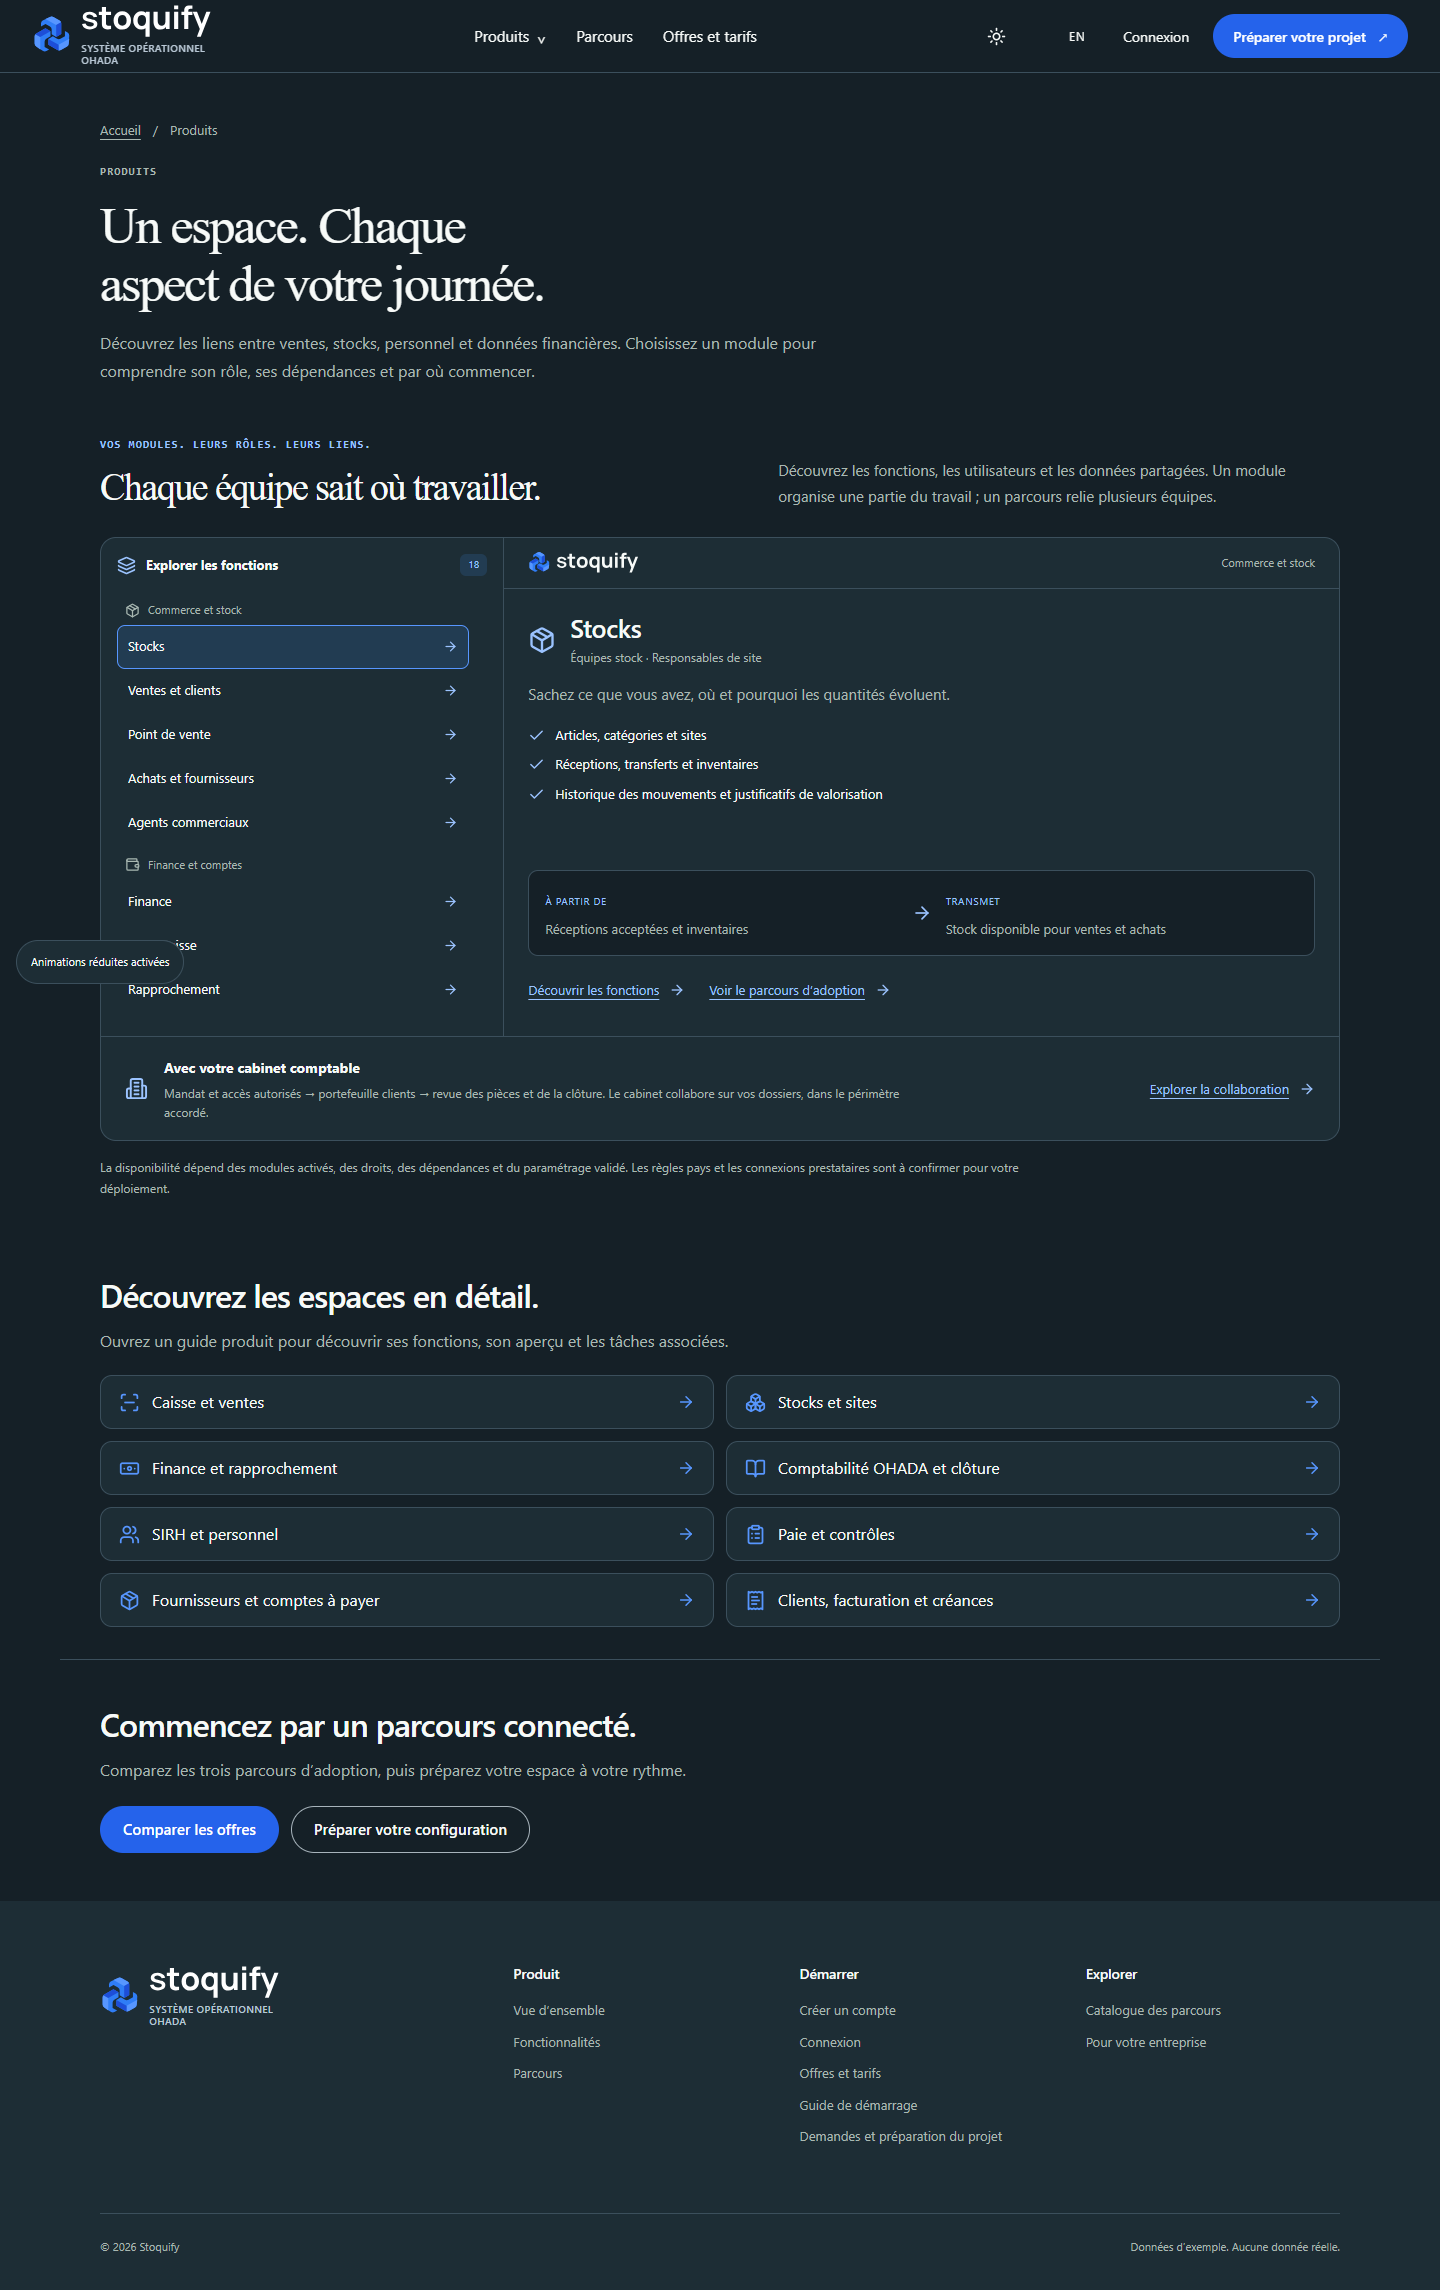 stoquify
SYSTÈME OPÉRATIONNEL
OHADA
Produits
Parcours
Offres et tarifs
EN
Connexion
Préparer votre projet ↗
Accueil / Produits
PRODUITS
Un espace. Chaque
aspect de votre journée.
Découvrez les liens entre ventes, stocks, personnel et données financières. Choisissez un module pour
comprendre son rôle, ses dépendances et par où commencer.
VOS MODULES. LEURS RÔLES. LEURS LIENS.
Chaque équipe sait où travailler.
Découvrez les fonctions, les utilisateurs et les données partagées. Un module
organise une partie du travail ; un parcours relie plusieurs équipes.
Explorer les fonctions
18
Commerce et stock
Stocks
Ventes et clients
Point de vente
Achats et fournisseurs
Agents commerciaux
Finance et comptes
Finance
isse
Animations réduites activées
Rapprochement
stoquify
Commerce et stock
Stocks
Équipes stock · Responsables de site
Sachez ce que vous avez, où et pourquoi les quantités évoluent.
Articles, catégories et sites
Réceptions, transferts et inventaires
Historique des mouvements et justificatifs de valorisation
À PARTIR DE
Réceptions acceptées et inventaires
TRANSMET
Stock disponible pour ventes et achats
Découvrir les fonctions
Voir le parcours d'adoption
Avec votre cabinet comptable
Mandat et accès autorisés → portefeuille clients → revue des pièces et de la clôture. Le cabinet collabore sur vos dossiers, dans le périmètre
accordé.
Explorer la collaboration
La disponibilité dépend des modules activés, des droits, des dépendances et du paramétrage validé. Les règles pays et les connexions prestataires sont à confirmer pour votre
déploiement.
Découvrez les espaces en détail.
Ouvrez un guide produit pour découvrir ses fonctions, son aperçu et les tâches associées.
Caisse et ventes
Stocks et sites
Finance et rapprochement
Comptabilité OHADA et clôture
SIRH et personnel
Paie et contrôles
Fournisseurs et comptes à payer
Clients, facturation et créances
Commencez par un parcours connecté.
Comparez les trois parcours d'adoption, puis préparez votre espace à votre rythme.
Comparer les offres
Préparer votre configuration
stoquify
SYSTÈME OPÉRATIONNEL
OHADA
Produit
Vue d'ensemble
Fonctionnalités
Parcours
Démarrer
Créer un compte
Connexion
Offres et tarifs
Guide de démarrage
Demandes et préparation du projet
Explorer
Catalogue des parcours
Pour votre entreprise
© 2026 Stoquify
Données d'exemple. Aucune donnée réelle.